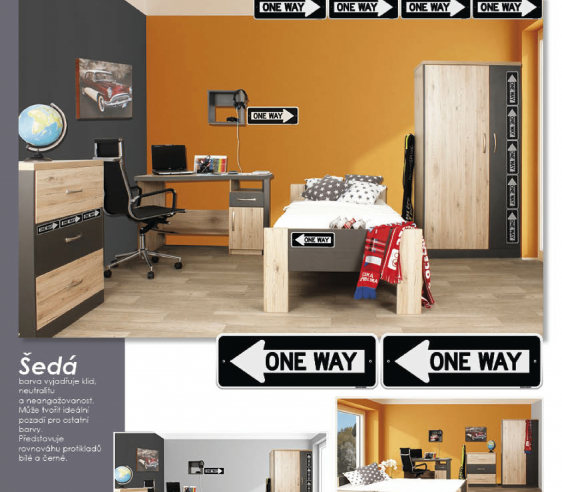 ONE WAY ONE WAY ONE WAY ONE WAY
ONE WAY
ONE WAY
ONE WAY ONE WAY
Šedá
barva vyjadřuje klid,
neutralitu
a neangažovanost.
Může tvořit ideální
pozadí pro ostatní
barvy.
Představuje
rovnováhu protikladů
bílé a černé.